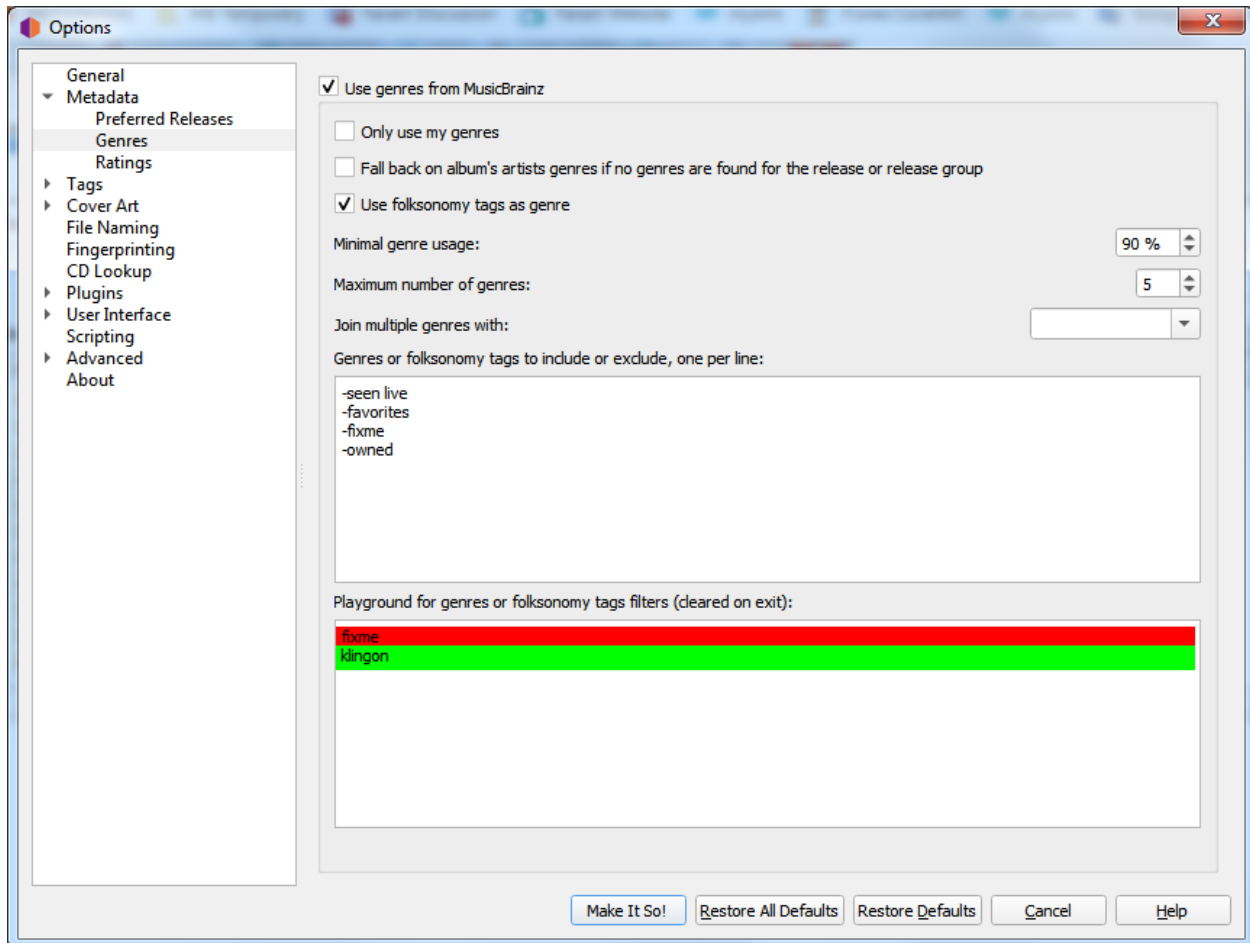 Options
General
Metadata
Preferred Releases
Genres
Ratings
Tags
Cover Art
File Naming
Fingerprinting
CD Lookup
Plugins
User Interface
Scripting
Advanced
About
Use genres from MusicBrainz
Only use my genres
Fall back on album's artists genres if no genres are found for the release or release group
Use folksonomy tags as genre
Minimal genre usage: 90 %
Maximum number of genres: 5
Join multiple genres with:
Genres or folksonomy tags to include or exclude, one per line:
-seen live
-favorites
-fixme
-owned
Playground for genres or folksonomy tags filters (cleared on exit):
fixme
klingon
Make It So! Restore All Defaults Restore Defaults Cancel Help